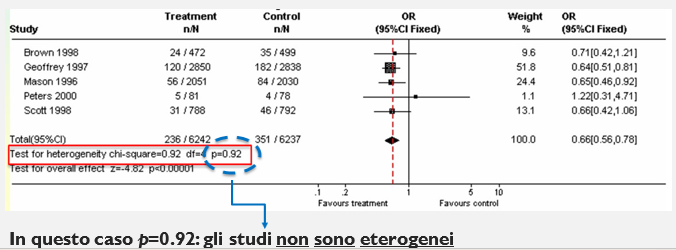 Treatment Control OR Weight OR
Study n/N n/N (95%CI Fixed) % (95%CI Fixed)
Brown 1998 24 / 472 35 / 499 9.6 0.71[0.42,1.21]
Geoffrey 1997 120 / 2850 182 / 2838 51.8 0.64[0.51,0.81]
Mason 1996 56 / 2051 84 / 2030 24.4 0.65[0.46,0.92]
Peters 2000 5 / 81 4 / 78 1.1 1.22[0.31,4.71]
Scott 1998 31 / 788 46 / 792 13.1 0.66[0.42,1.06]
Total(95%CI) 236 / 6242 351 / 6237 100.0 0.66[0.56,0.78]
Test for heterogeneity chi-square=0.92 df=4 p=0.92
Test for overall effect z=-4.82 p<0.00001
.1 .2 1 5 10
Favours treatment Favours control
In questo caso p=0.92: gli studi non sono eterogenei